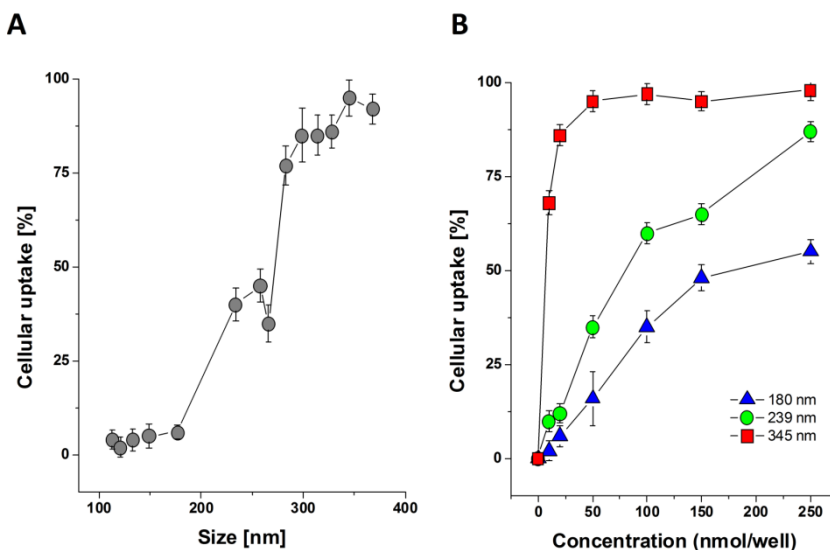 A
B
Cellular uptake [%]
100
75
50
25
0
100
200
300
400
Size [nm]
Cellular uptake [%]
100
75
50
25
0
180 nm
239 nm
345 nm
0
50
100
150
200
250
Concentration (nmol/well)